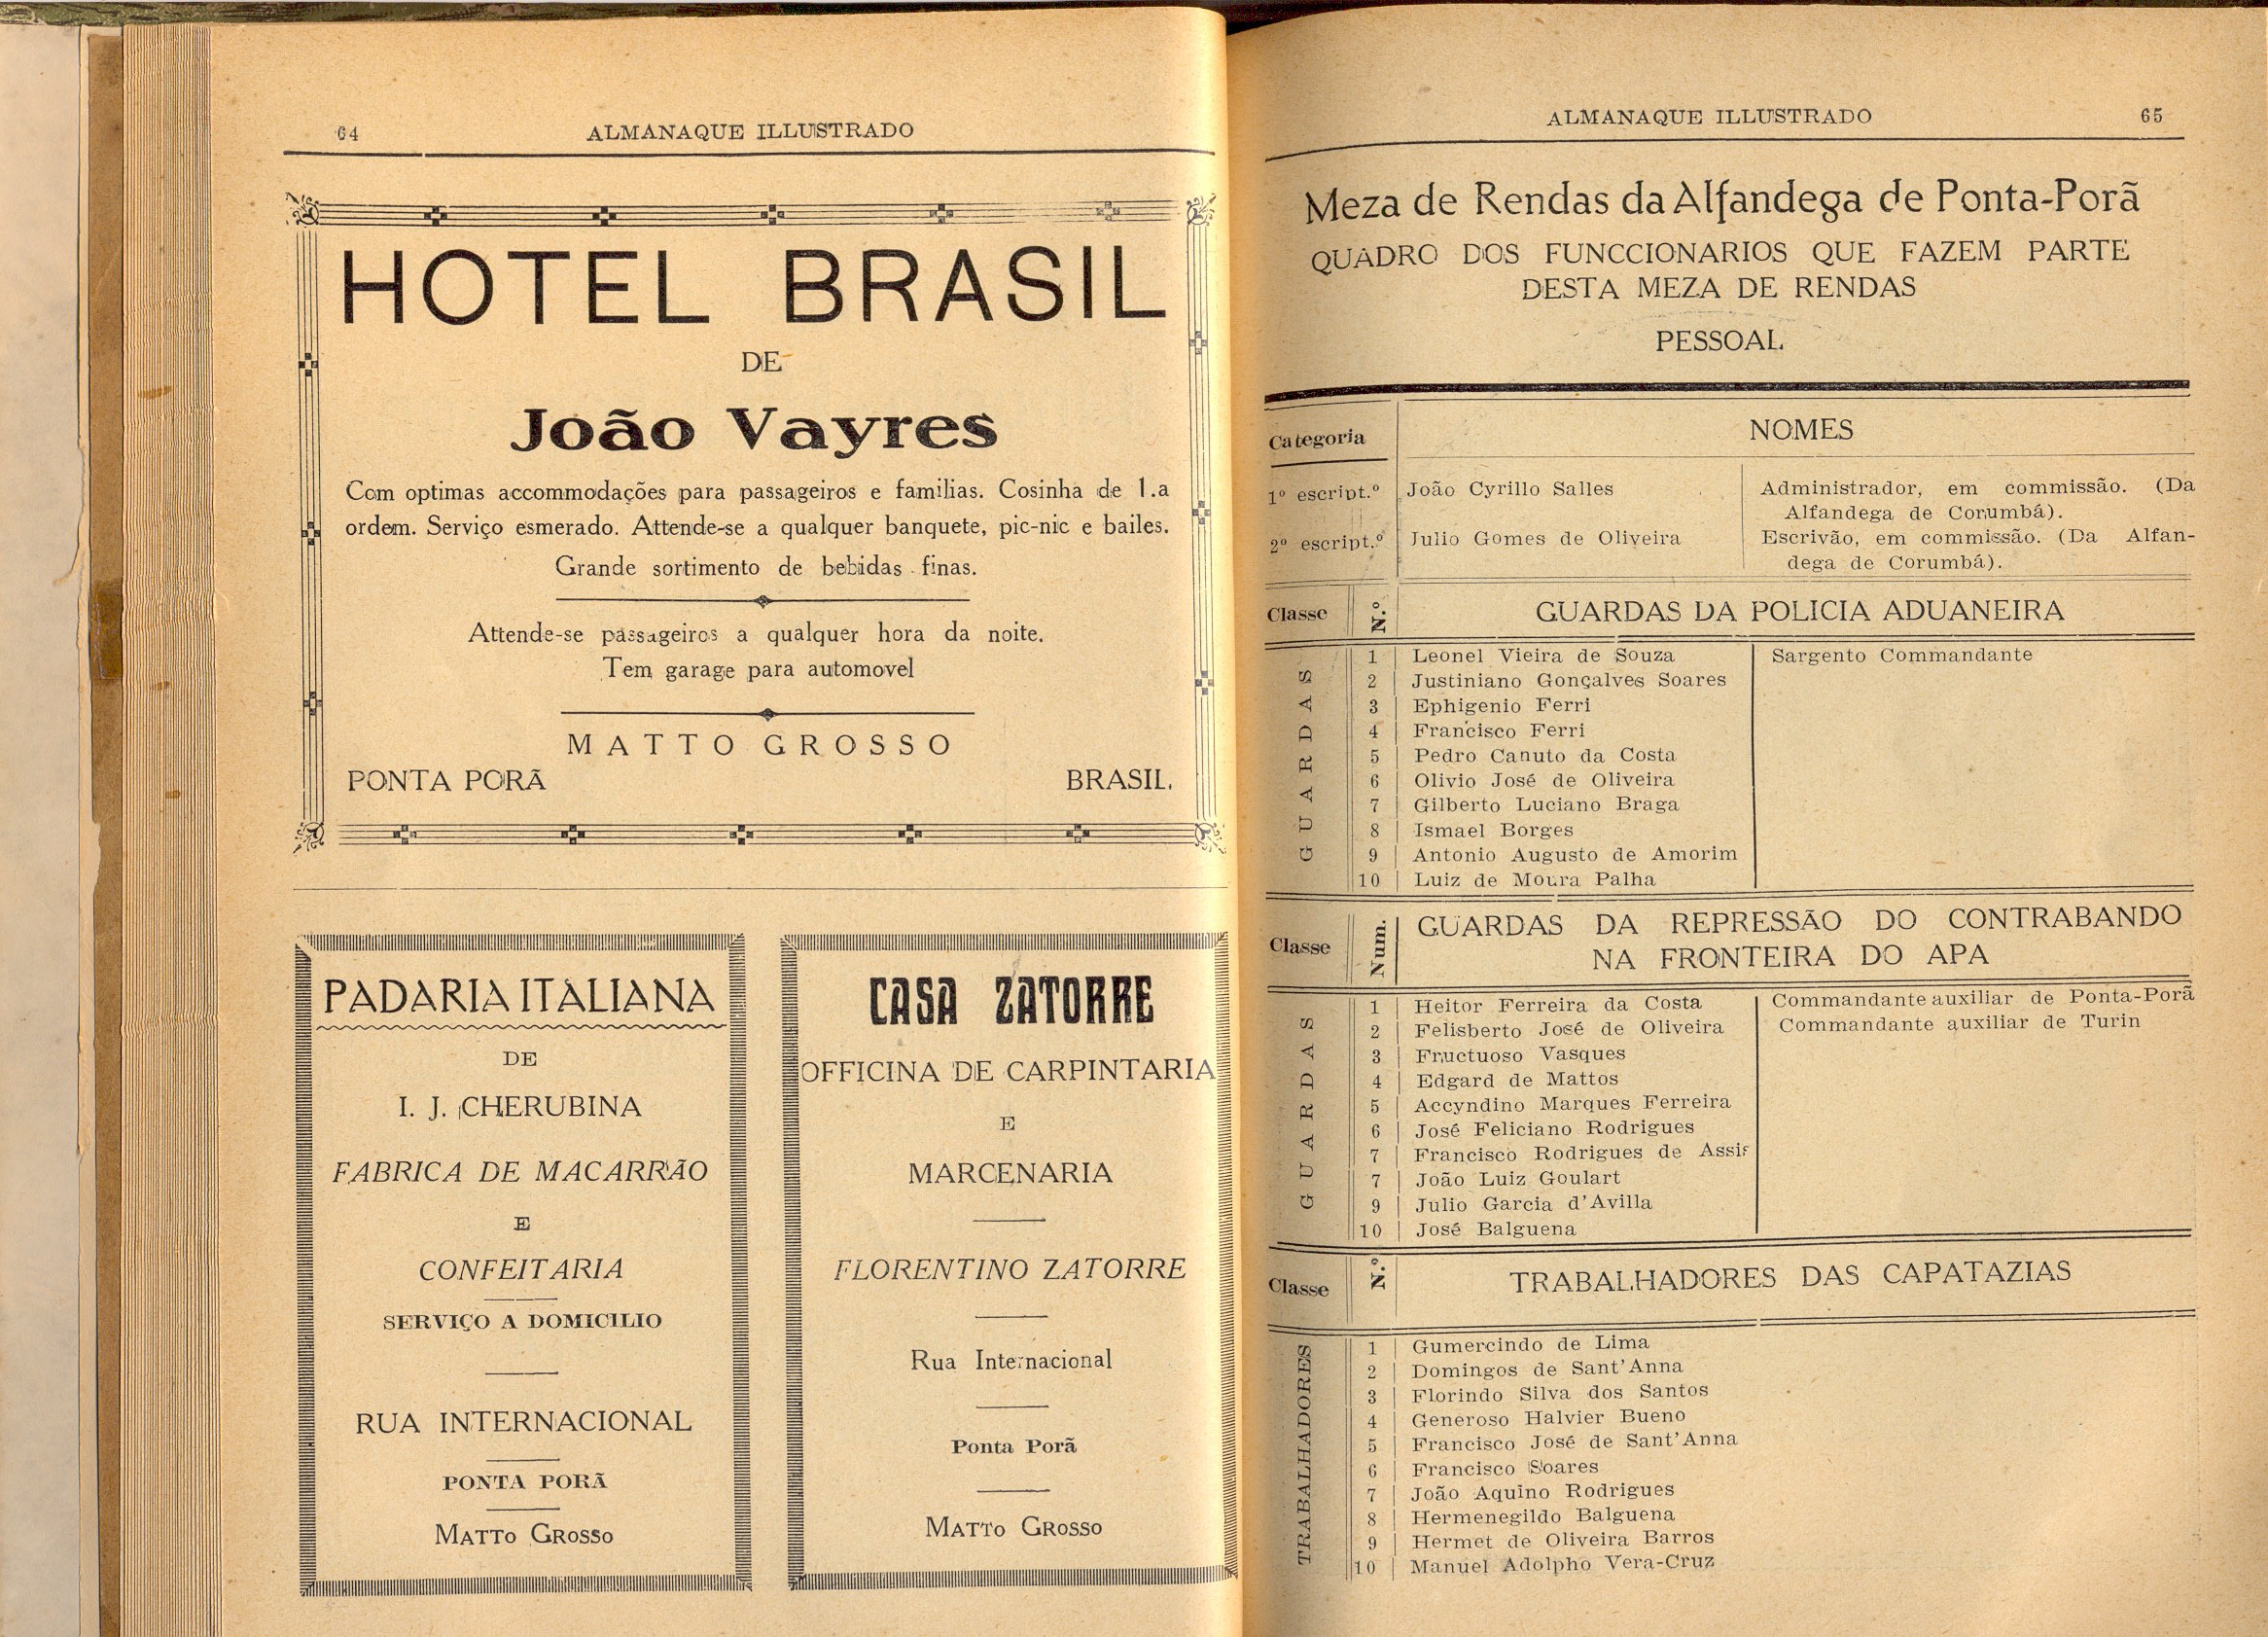 64
ALMANAQUE ILLUSTRADO
HOTEL BRASIL
DE
João Vayres
Com optimas accommodações para passageiros e familias. Cosinha de 1.a
ordem. Serviço esmerado. Attende-se a qualquer banquete, pic-nic e bailes.
Grande sortimento de bebidas finas.
Attende-se passageiros a qualquer hora da noite.
Tem garage para automovel
MATTO GROSSO
PONTA PORÃ BRASIL.
PADARIA ITALIANA
DE
I. J. CHERUBINA
FABRICA DE MACARRÃO
E
CONFEITARIA
SERVIÇO A DOMICILIO
RUA INTERNACIONAL
PONTA PORÃ
MATTO GROSSO
CASA ZATORRE
OFFICINA DE CARPINTARIA
E
MARCENARIA
FLORENTINO ZATORRE
Rua Internacional
Ponta Porã
MATTO GROSSO
ALMANAQUE ILLUSTRADO
65
Meza de Rendas da Alfandega de Ponta-Porã
QUADRO DOS FUNCCIONARIOS QUE FAZEM PARTE
DESTA MEZA DE RENDAS
PESSOAL
Categoria NOMES
1º escript.º João Cyrillo Salles Administrador, em commissão. (Da
Alfandega de Corumbá).
2º escript.º Julio Gomes de Oliveira Escrivão, em commissão. (Da Alfan-
dega de Corumbá).
Classe N.º GUARDAS DA POLICIA ADUANEIRA
GUARDAS
1 Leonel Vieira de Souza Sargento Commandante
2 Justiniano Gonçalves Soares
3 Ephigenio Ferri
4 Francisco Ferri
5 Pedro Canuto da Costa
6 Olivio José de Oliveira
7 Gilberto Luciano Braga
8 Ismael Borges
9 Antonio Augusto de Amorim
10 Luiz de Moura Palha
Classe Num. GUARDAS DA REPRESSÃO DO CONTRABANDO
NA FRONTEIRA DO APA
GUARDAS
1 Heitor Ferreira da Costa Commandante auxiliar de Ponta-Porã
2 Felisberto José de Oliveira Commandante auxiliar de Turin
3 Fructuoso Vasques
4 Edgard de Mattos
5 Accyndino Marques Ferreira
6 José Feliciano Rodrigues
7 Francisco Rodrigues de Assis
7 João Luiz Goulart
9 Julio Garcia d'Avilla
10 José Balguena
Classe N.º TRABALHADORES DAS CAPATAZIAS
TRABALHADORES
1 Gumercindo de Lima
2 Domingos de Sant'Anna
3 Florindo Silva dos Santos
4 Generoso Halvier Bueno
5 Francisco José de Sant'Anna
6 Francisco Soares
7 João Aquino Rodrigues
8 Hermenegildo Balguena
9 Hermet de Oliveira Barros
10 Manuel Adolpho Vera-Cruz